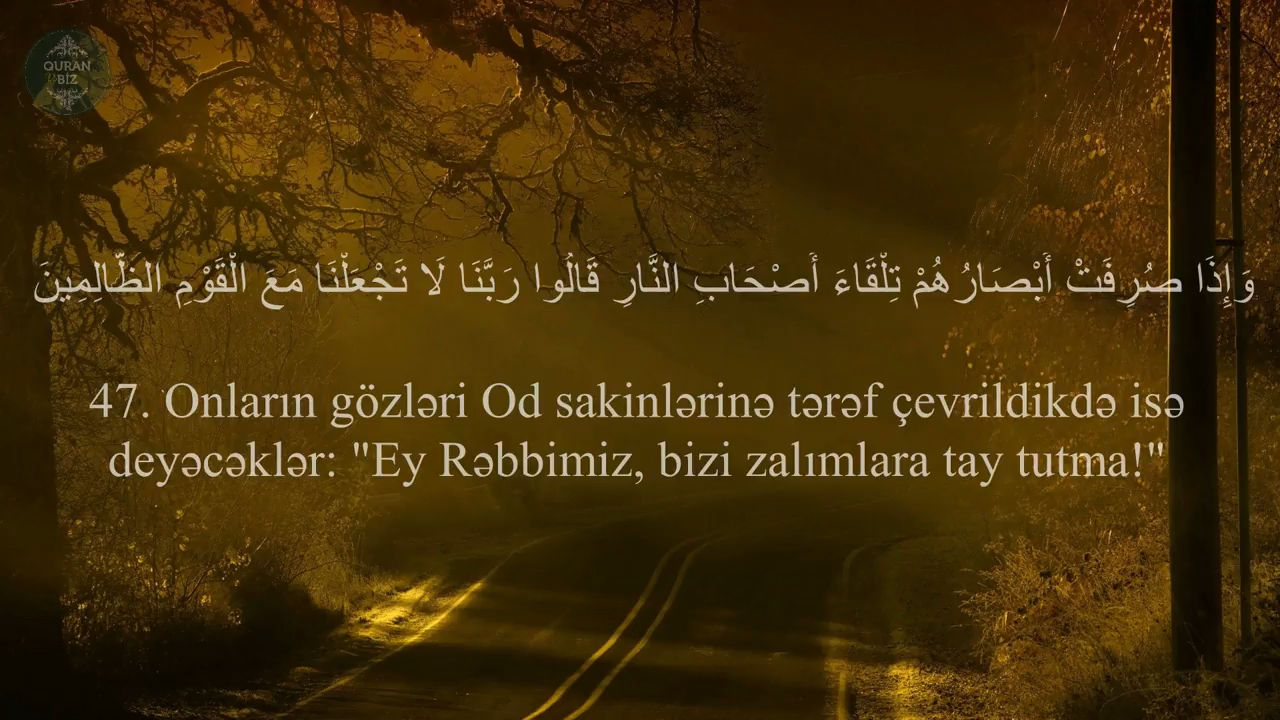 QURAN
BİZ
وَإِذَا صُرِفَتْ أَبْصَارُهُمْ تِلْقَاءَ أَصْحَابِ النَّارِ قَالُوا رَبَّنَا لَا تَجْعَلْنَا مَعَ الْقَوْمِ الظَّالِمِينَ
47. Onların gözləri Od sakinlərinə tərəf çevrildikdə isə
deyəcəklər: "Ey Rəbbimiz, bizi zalımlara tay tutma!"